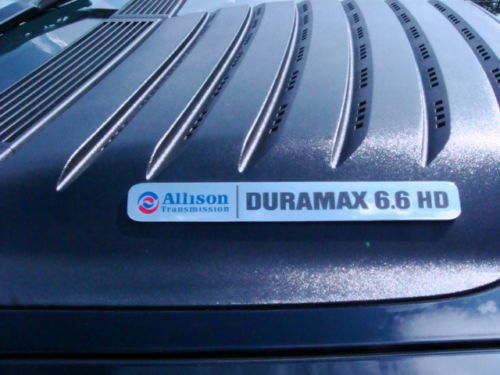 Allison DURAMAX 6.6 HD
Transmission